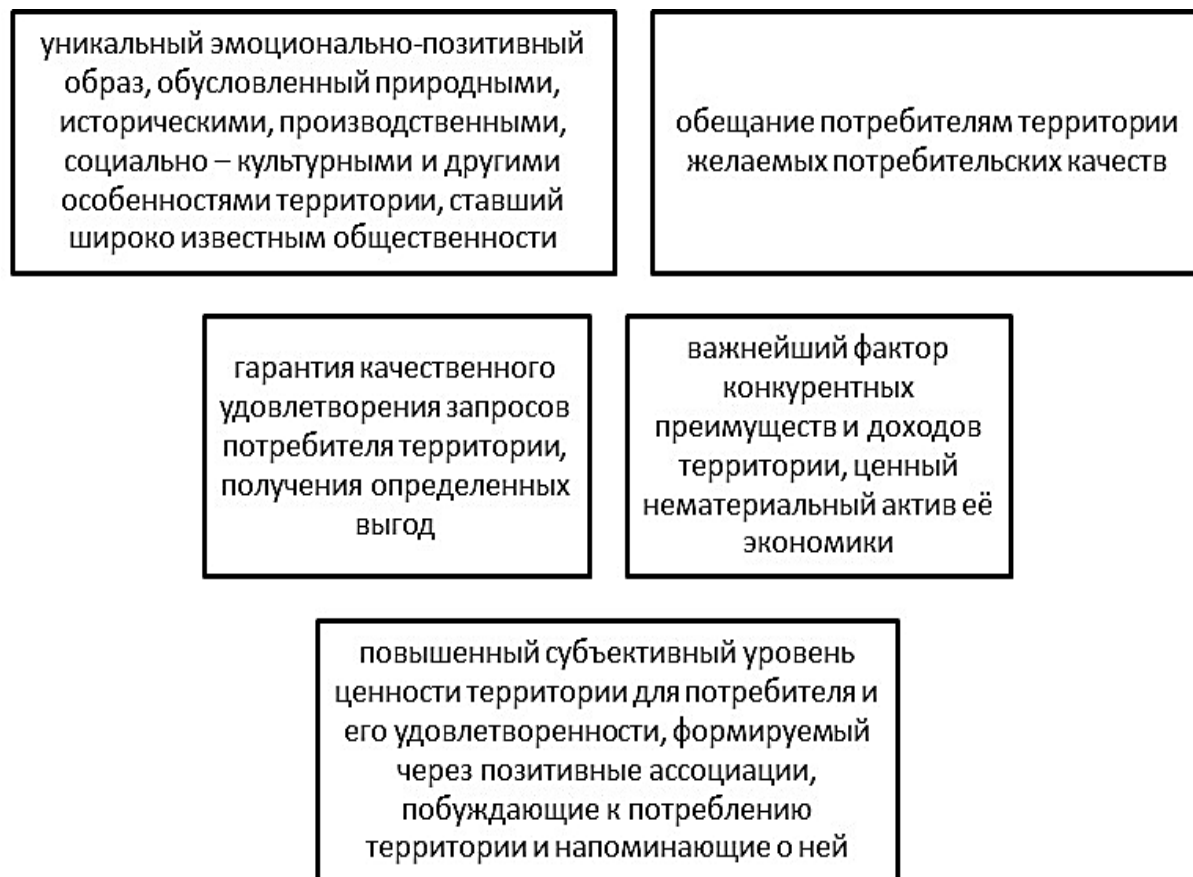 уникальный эмоционально-позитивный
образ, обусловленный природными,
историческими, производственными,
социально – культурными и другими
особенностями территории, ставший
широко известным общественности
обещание потребителям территории
желаемых потребительских качеств
гарантия качественного
удовлетворения запросов
потребителя территории,
получения определенных
выгод
важнейший фактор
конкурентных
преимуществ и доходов
территории, ценный
нематериальный актив её
экономики
повышенный субъективный уровень
ценности территории для потребителя и
его удовлетворенности, формируемый
через позитивные ассоциации,
побуждающие к потреблению
территории и напоминающие о ней